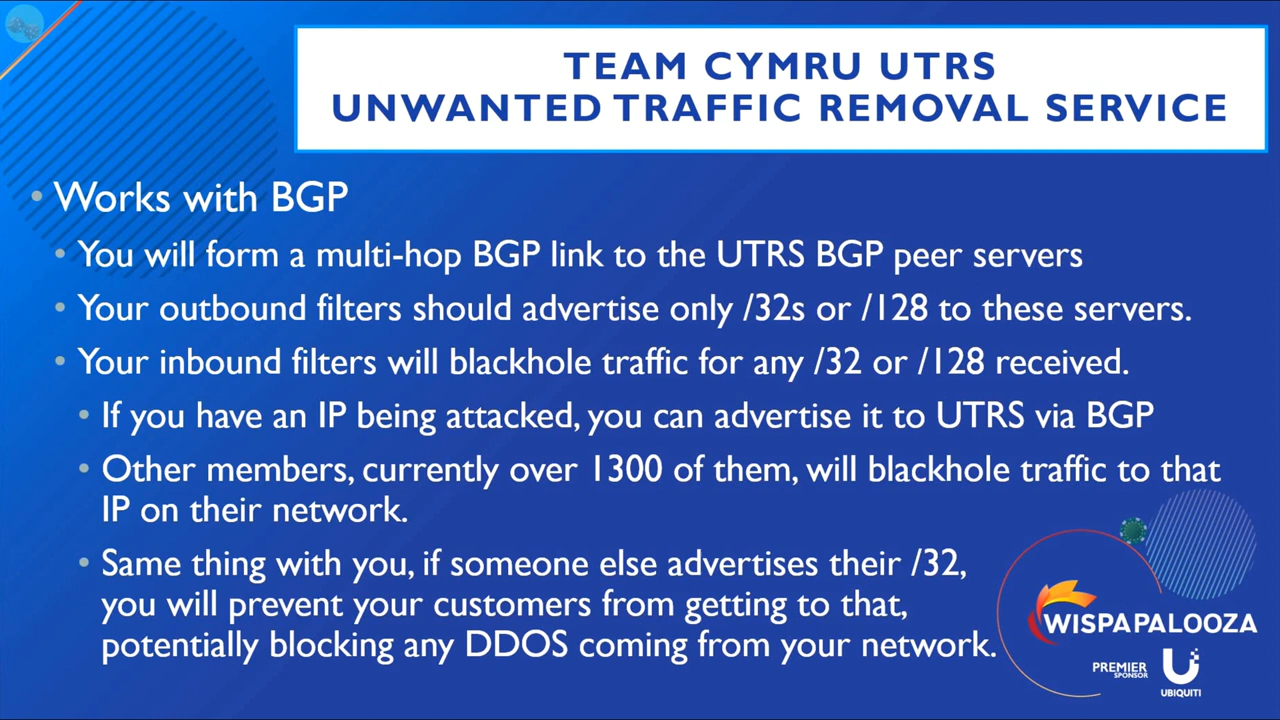 TEAM CYMRU UTRS
UNWANTED TRAFFIC REMOVAL SERVICE
• Works with BGP
• You will form a multi-hop BGP link to the UTRS BGP peer servers
• Your outbound filters should advertise only /32s or /128 to these servers.
• Your inbound filters will blackhole traffic for any /32 or /128 received.
• If you have an IP being attacked, you can advertise it to UTRS via BGP
• Other members, currently over 1300 of them, will blackhole traffic to that
IP on their network.
• Same thing with you, if someone else advertises their /32,
you will prevent your customers from getting to that,
potentially blocking any DDOS coming from your network.
WISPAPALOOZA
PREMIER
SPONSOR
UBIQUITI